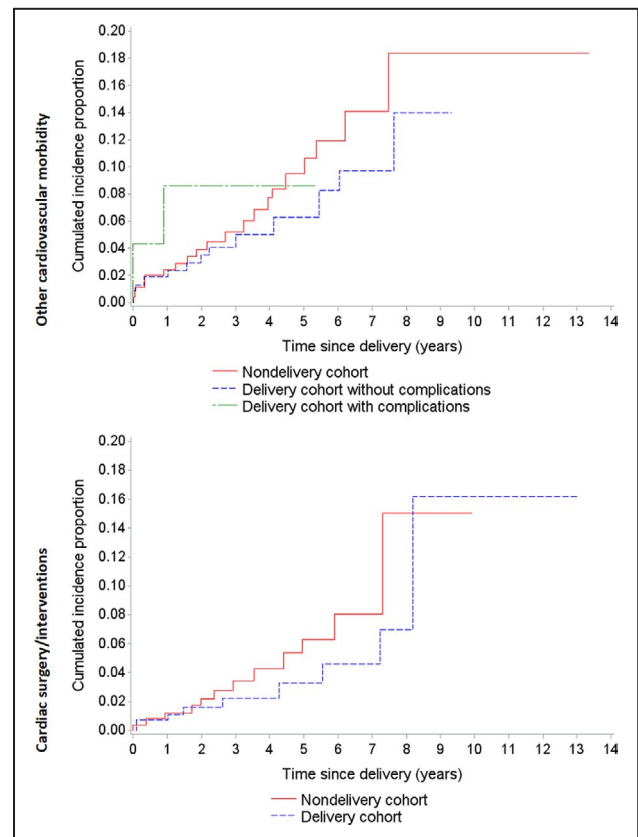 Other cardiovascular morbidity
Cumulated incidence proportion
0.20
0.18
0.16
0.14
0.12
0.10
0.08
0.06
0.04
0.02
0.00
0 1 2 3 4 5 6 7 8 9 10 11 12 13 14
Time since delivery (years)
Nondelivery cohort
Delivery cohort without complications
Delivery cohort with complications
Cardiac surgery/interventions
Cumulated incidence proportion
0.20
0.18
0.16
0.14
0.12
0.10
0.08
0.06
0.04
0.02
0.00
0 1 2 3 4 5 6 7 8 9 10 11 12 13 14
Time since delivery (years)
Nondelivery cohort
Delivery cohort